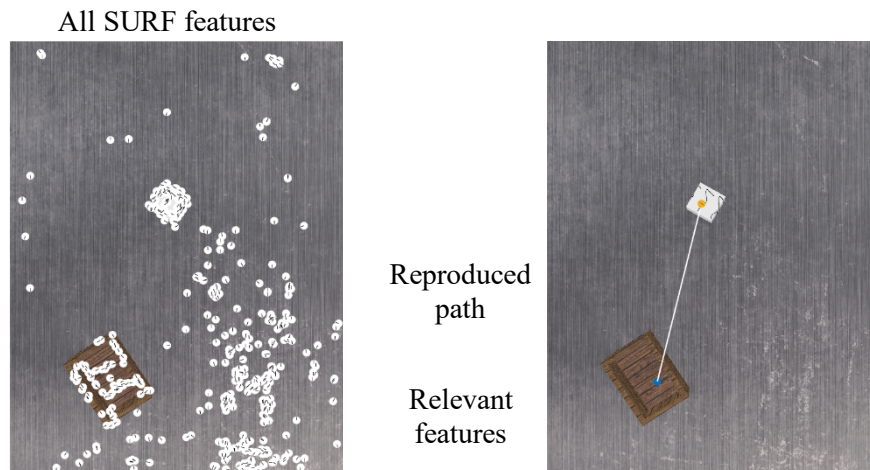 All SURF features
Reproduced
path
Relevant
features